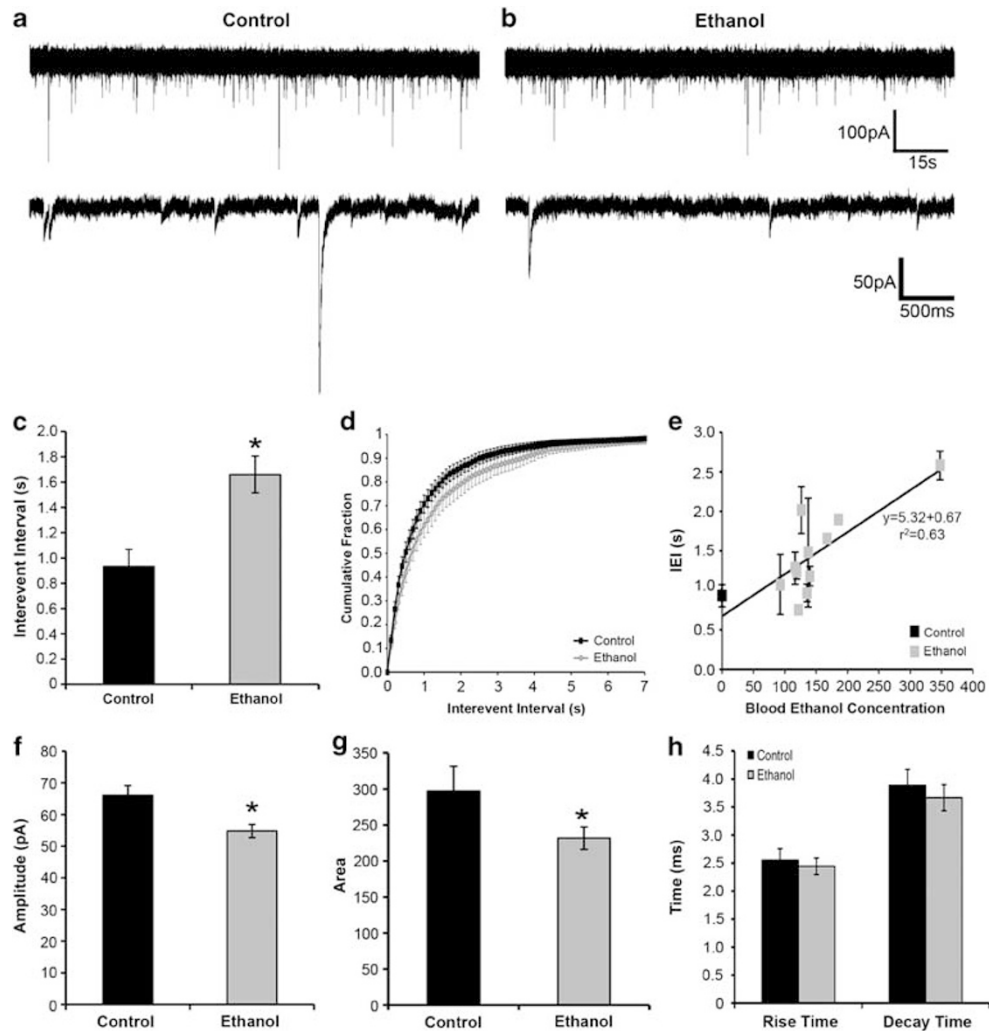 a Control
b Ethanol
100pA
15s
50pA
500ms
c
Interevent Interval (s)
2.0
1.8
1.6
1.4
1.2
1.0
0.8
0.6
0.4
0.2
0
*
Control Ethanol
d
Cumulative Fraction
1
0.9
0.8
0.7
0.6
0.5
0.4
0.3
0.2
0.1
0.0
Control
Ethanol
0 1 2 3 4 5 6 7
Interevent Interval (s)
e
IEI (s)
3.0
2.5
2.0
1.5
1.0
0.5
0.0
y=5.32+0.67
r²=0.63
Control
Ethanol
0 50 100 150 200 250 300 350 400
Blood Ethanol Concentration
f
Amplitude (pA)
80
70
60
50
40
30
20
10
0
*
Control Ethanol
g
Area
350
300
250
200
150
100
50
0
*
Control Ethanol
h
Time (ms)
4.5
4.0
3.5
3.0
2.5
2.0
1.5
1.0
0.5
0
Control
Ethanol
Rise Time Decay Time